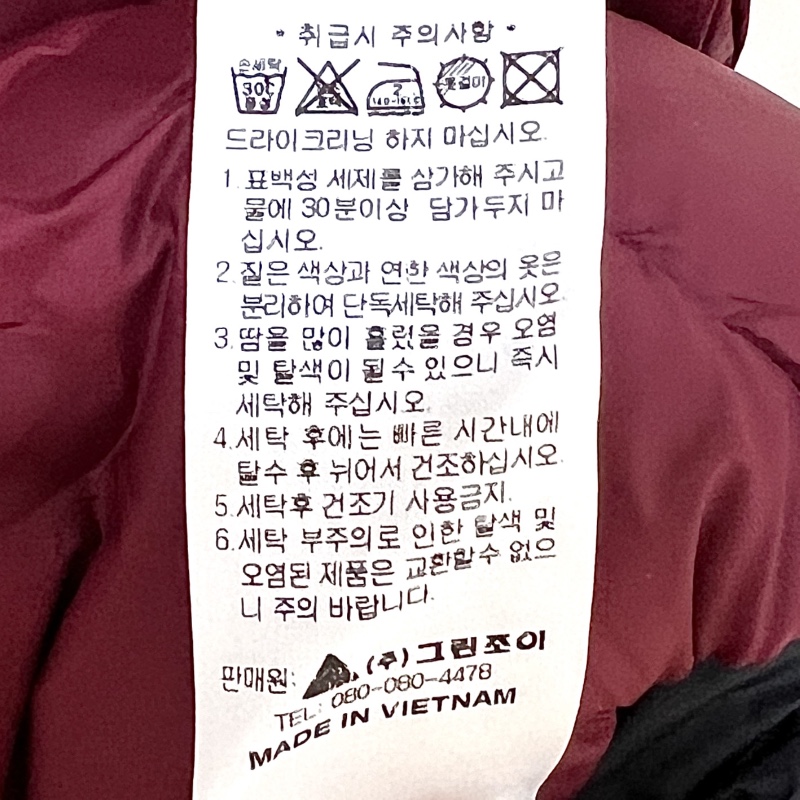 • 취급시 주의사항 •
손세탁
30℃
중성
2
140-160℃
옷걸이
드라이크리닝 하지 마십시오.
1. 표백성 세제를 삼가해 주시고
물에 30분이상 담가두지 마
십시오.
2. 짙은 색상과 연한 색상의 옷은
분리하여 단독세탁해 주십시오.
3. 땀을 많이 흘렸을 경우 오염
및 탈색이 될 수 있으니 즉시
세탁해 주십시오.
4. 세탁 후에는 빠른 시간내에
탈수 후 뉘어서 건조하십시오.
5. 세탁후 건조기 사용금지.
6. 세탁 부주의로 인한 탈색 및
오염된 제품은 교환할수 없으
니 주의 바랍니다.
판매원: (주)그린조이
TEL: 080-080-4478
MADE IN VIETNAM